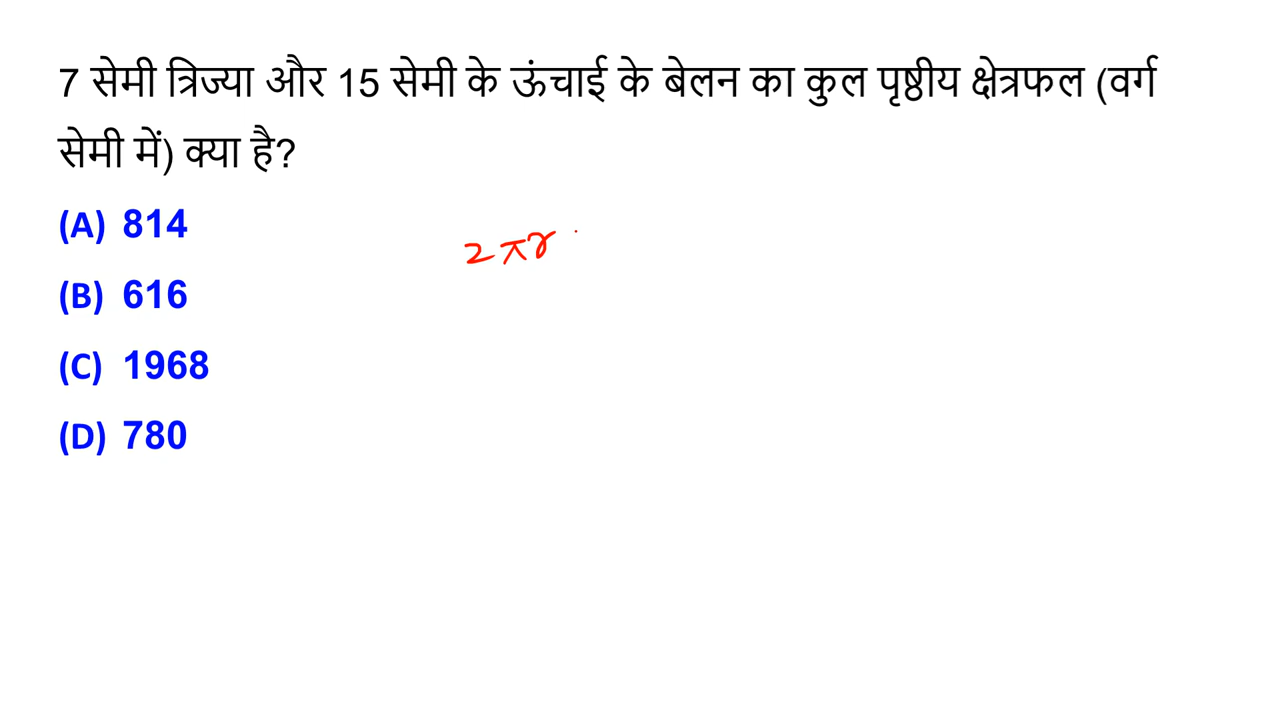 7 सेमी त्रिज्या और 15 सेमी के ऊंचाई के बेलन का कुल पृष्ठीय क्षेत्रफल (वर्ग
सेमी में) क्या है?
(A) 814
2πr
(B) 616
(C) 1968
(D) 780